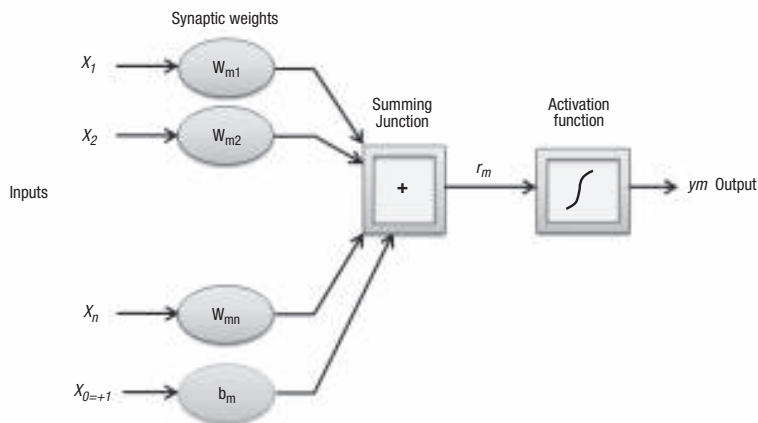 Synaptic weights
X1
Wm1
X2
Wm2
Summing
Junction
Activation
function
Inputs
+
rm
ym Output
Xn
Wmn
X0=+1
bm